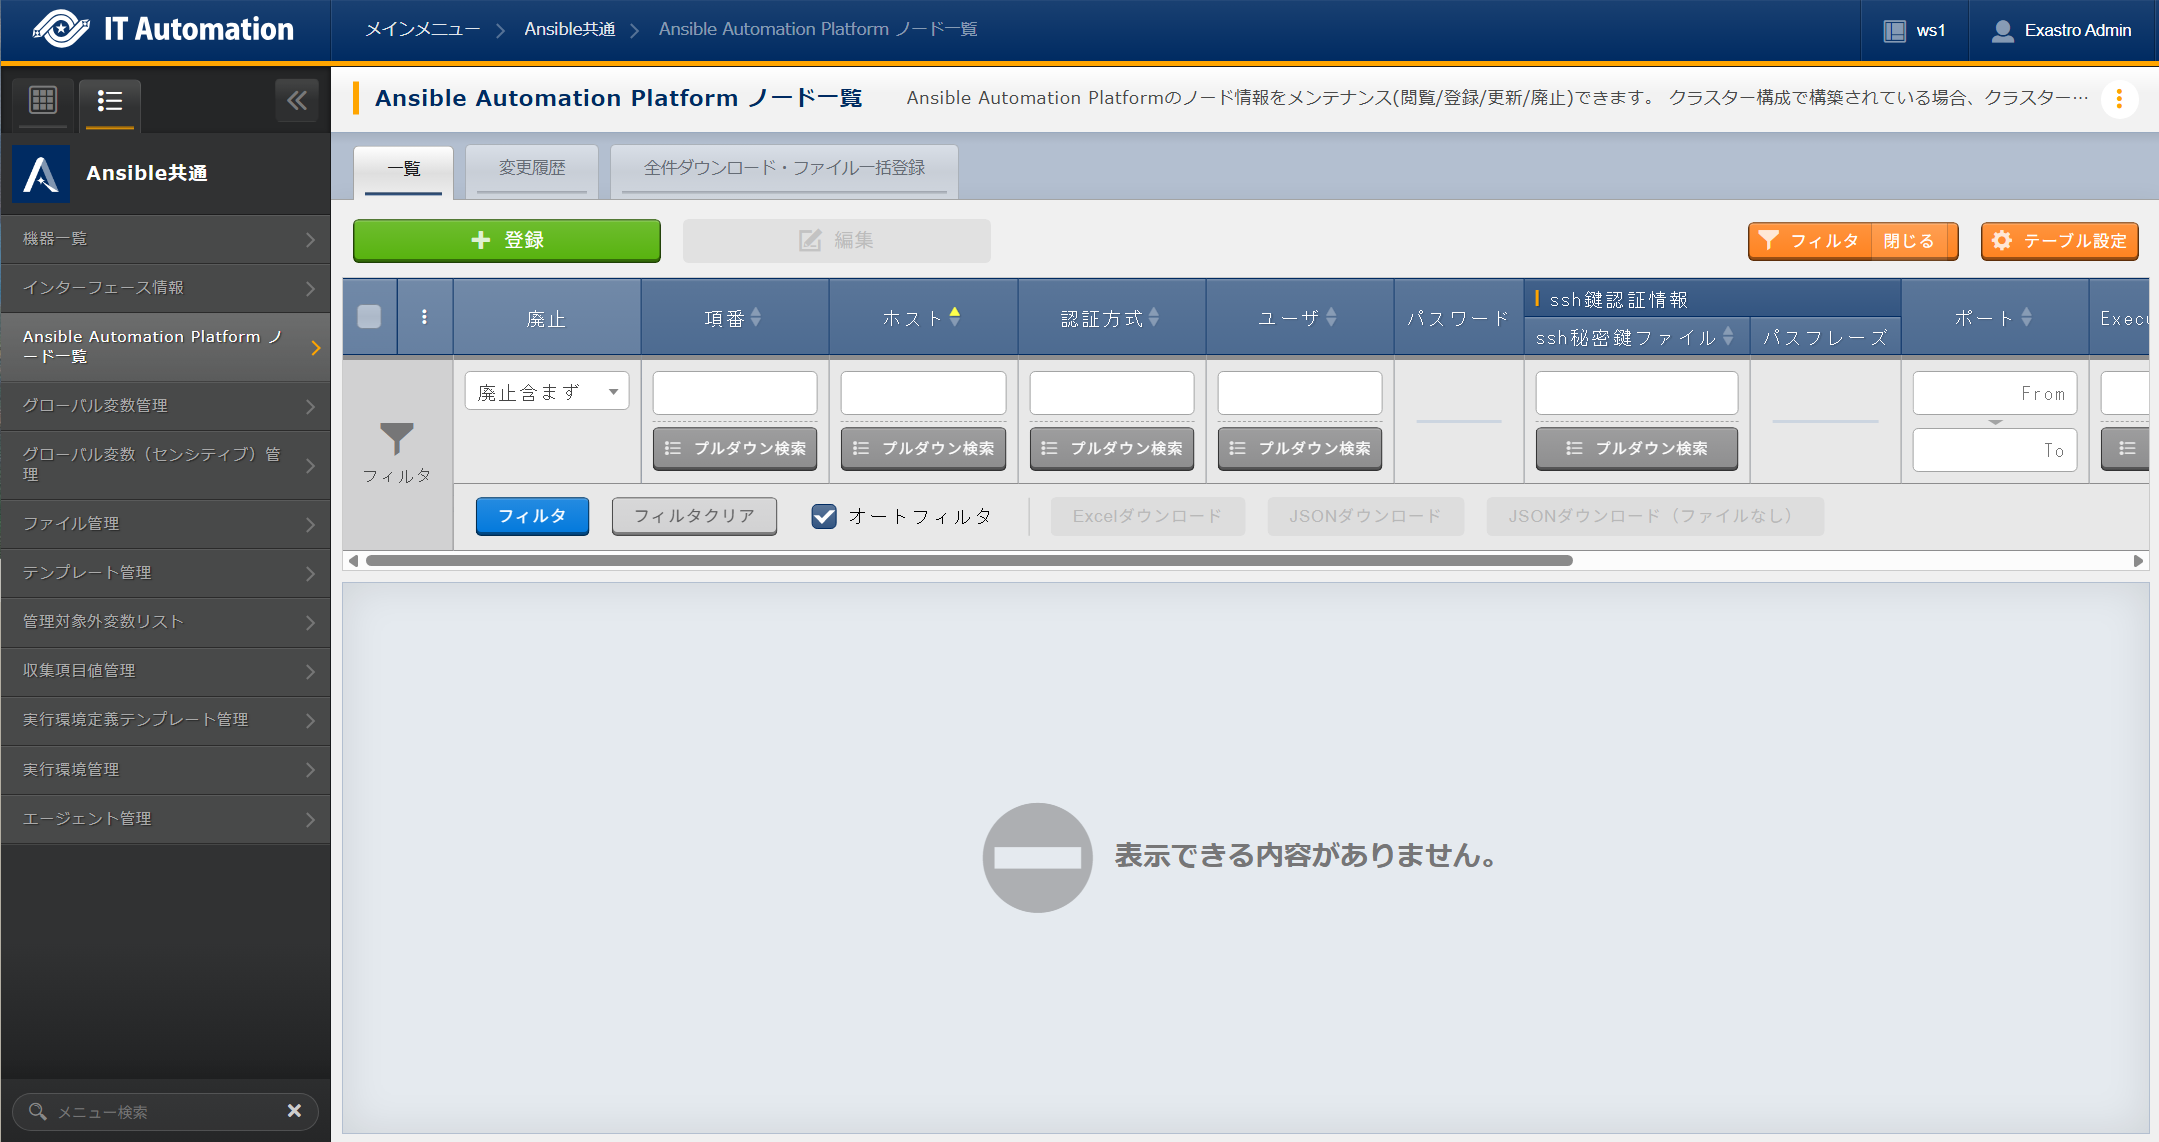 IT Automation
メインメニュー
Ansible共通
Ansible Automation Platform ノード一覧
ws1
Exastro Admin
Ansible共通
機器一覧
インターフェース情報
Ansible Automation Platform ノ
ード一覧
グローバル変数管理
グローバル変数（センシティブ）管
理
ファイル管理
テンプレート管理
管理対象外変数リスト
収集項目値管理
実行環境定義テンプレート管理
実行環境管理
エージェント管理
メニュー検索
Ansible Automation Platform ノード一覧
Ansible Automation Platformのノード情報をメンテナンス(閲覧/登録/更新/廃止)できます。 クラスター構成で構築されている場合、クラスター…
一覧
変更履歴
全件ダウンロード・ファイル一括登録
登録
編集
フィルタ 閉じる
テーブル設定
廃止
項番
ホスト
認証方式
ユーザ
パスワード
ssh鍵認証情報
ssh秘密鍵ファイル
パスフレーズ
ポート
フィルタ
廃止含まず
プルダウン検索
プルダウン検索
プルダウン検索
プルダウン検索
プルダウン検索
From
To
フィルタ
フィルタクリア
オートフィルタ
Excelダウンロード
JSONダウンロード
JSONダウンロード（ファイルなし）
表示できる内容がありません。